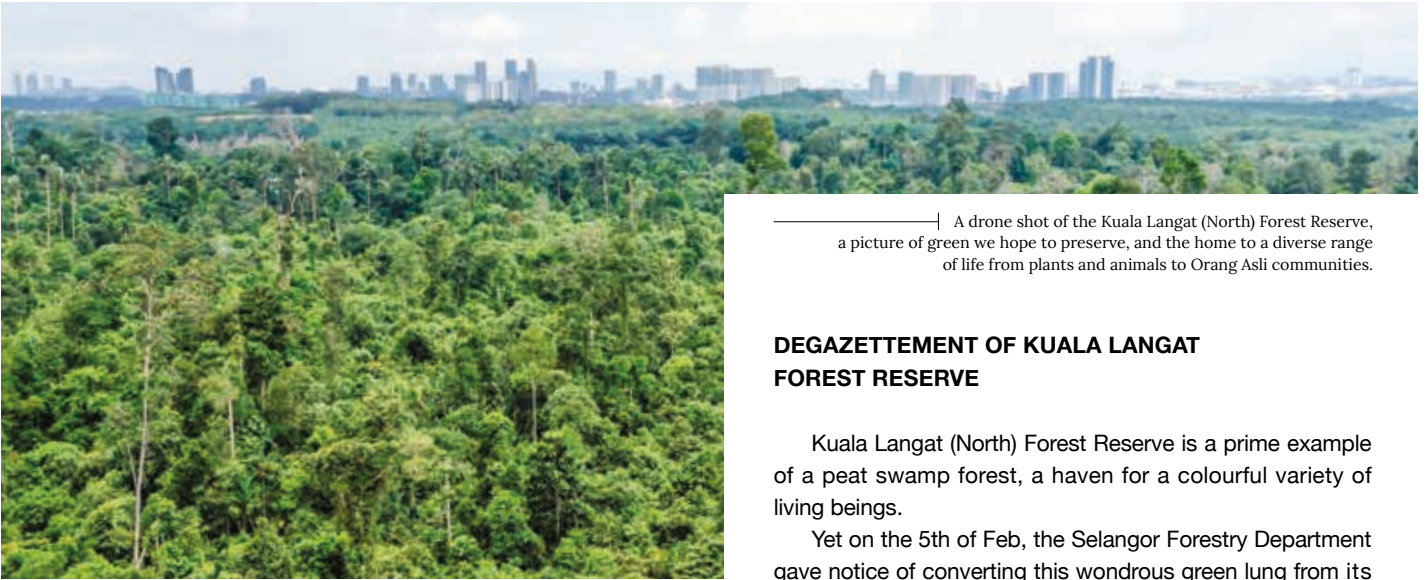 A drone shot of the Kuala Langat (North) Forest Reserve,
a picture of green we hope to preserve, and the home to a diverse range
of life from plants and animals to Orang Asli communities.
DEGAZETTEMENT OF KUALA LANGAT
FOREST RESERVE
Kuala Langat (North) Forest Reserve is a prime example
of a peat swamp forest, a haven for a colourful variety of
living beings.
Yet on the 5th of Feb, the Selangor Forestry Department
gave notice of converting this wondrous green lung from its